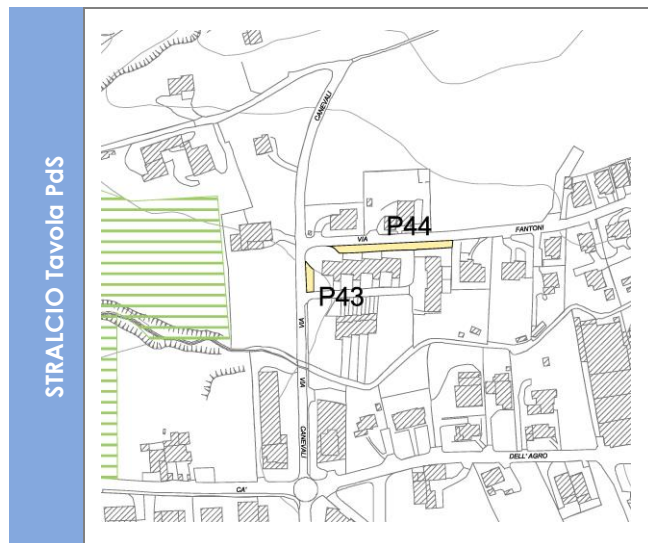 STRALCIO Tavola PdS
CANEVALI
P44
VIA
FANTONI
P43
VIA
VIA
CANEVALI
DELL' AGRO
CA'